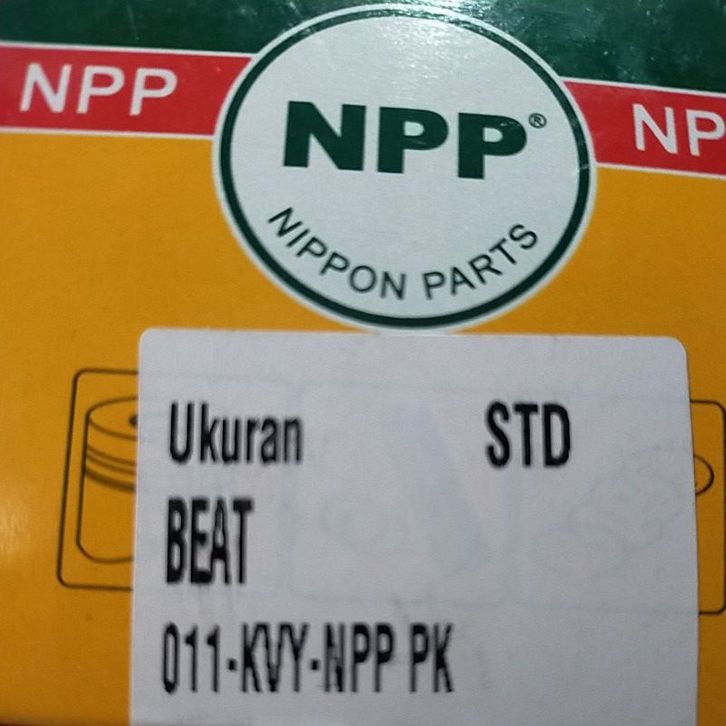 NPP
NPP®
NP
NIPPON PARTS
Ukuran STD
BEAT
011-KVY-NPP PK